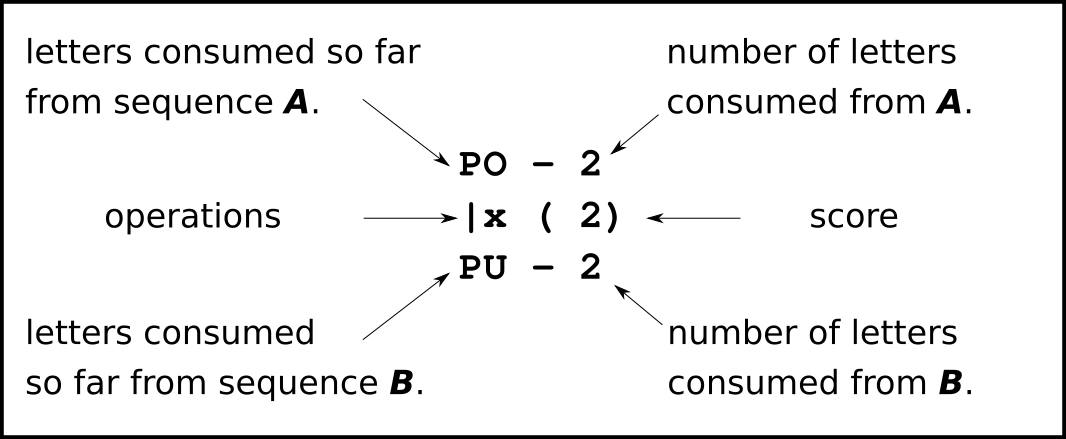 letters consumed so far
from sequence A.
number of letters
consumed from A.
PO – 2
operations
|x ( 2)
score
PU – 2
letters consumed
so far from sequence B.
number of letters
consumed from B.